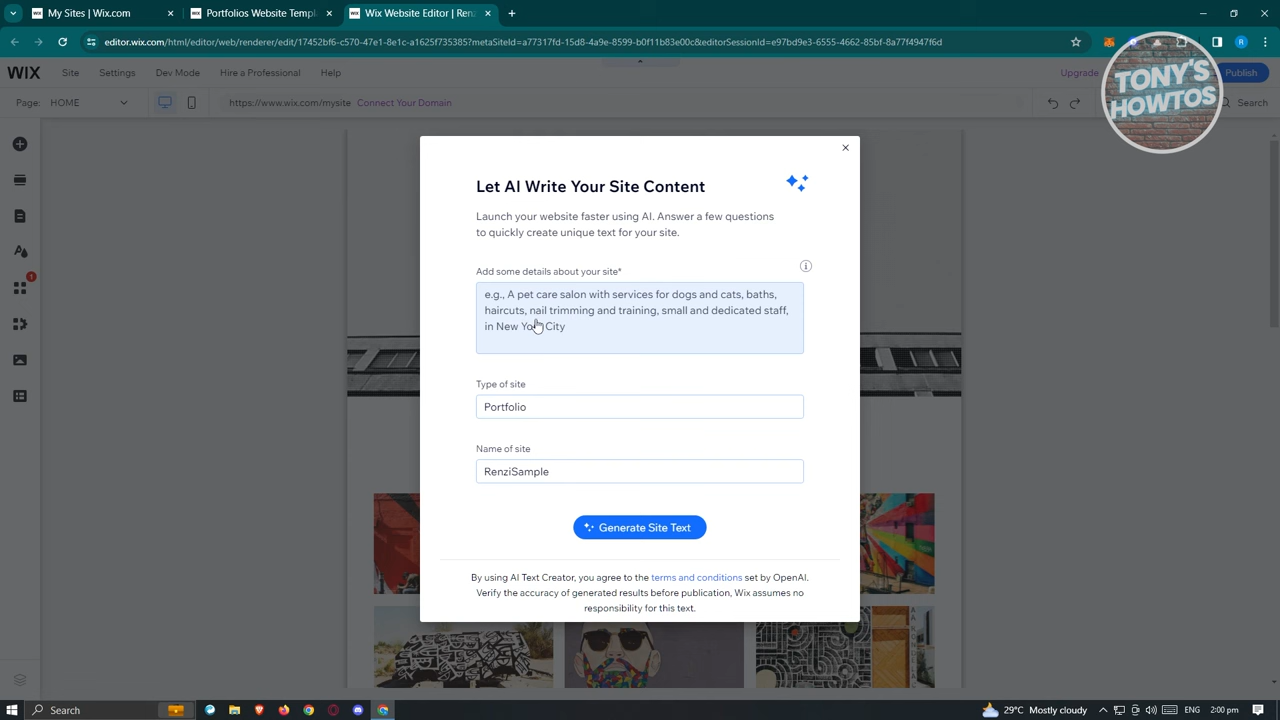 My Sites | Wix.com
Portfolios Website Templ
Wix Website Editor | Ren
editor.wix.com/html/editor/web/renderer/edit/17452bf6-c570-47e1-8e1c-a1625f735385?metaSiteId=a77317fd-15d8-4a9e-8599-b0f11b83e00c&editorSessionId=e97bd9e3-6555-4662-85bf-8a77f4947f6d
R
WIX
Site
Settings
Dev Mode
Hire a Professional
Help
Upgrade
Publish
TONY'S
HOWTOS
Page: HOME
https://www.wix.com/mysite Connect Your Domain
Search
1
Let AI Write Your Site Content
Launch your website faster using AI. Answer a few questions
to quickly create unique text for your site.
Add some details about your site*
e.g., A pet care salon with services for dogs and cats, baths,
haircuts, nail trimming and training, small and dedicated staff,
in New York City
Type of site
Portfolio
Name of site
RenziSample
Generate Site Text
By using AI Text Creator, you agree to the terms and conditions set by OpenAI.
Verify the accuracy of generated results before publication, Wix assumes no
responsibility for this text.
Search
29°C Mostly cloudy
ENG
2:00 pm